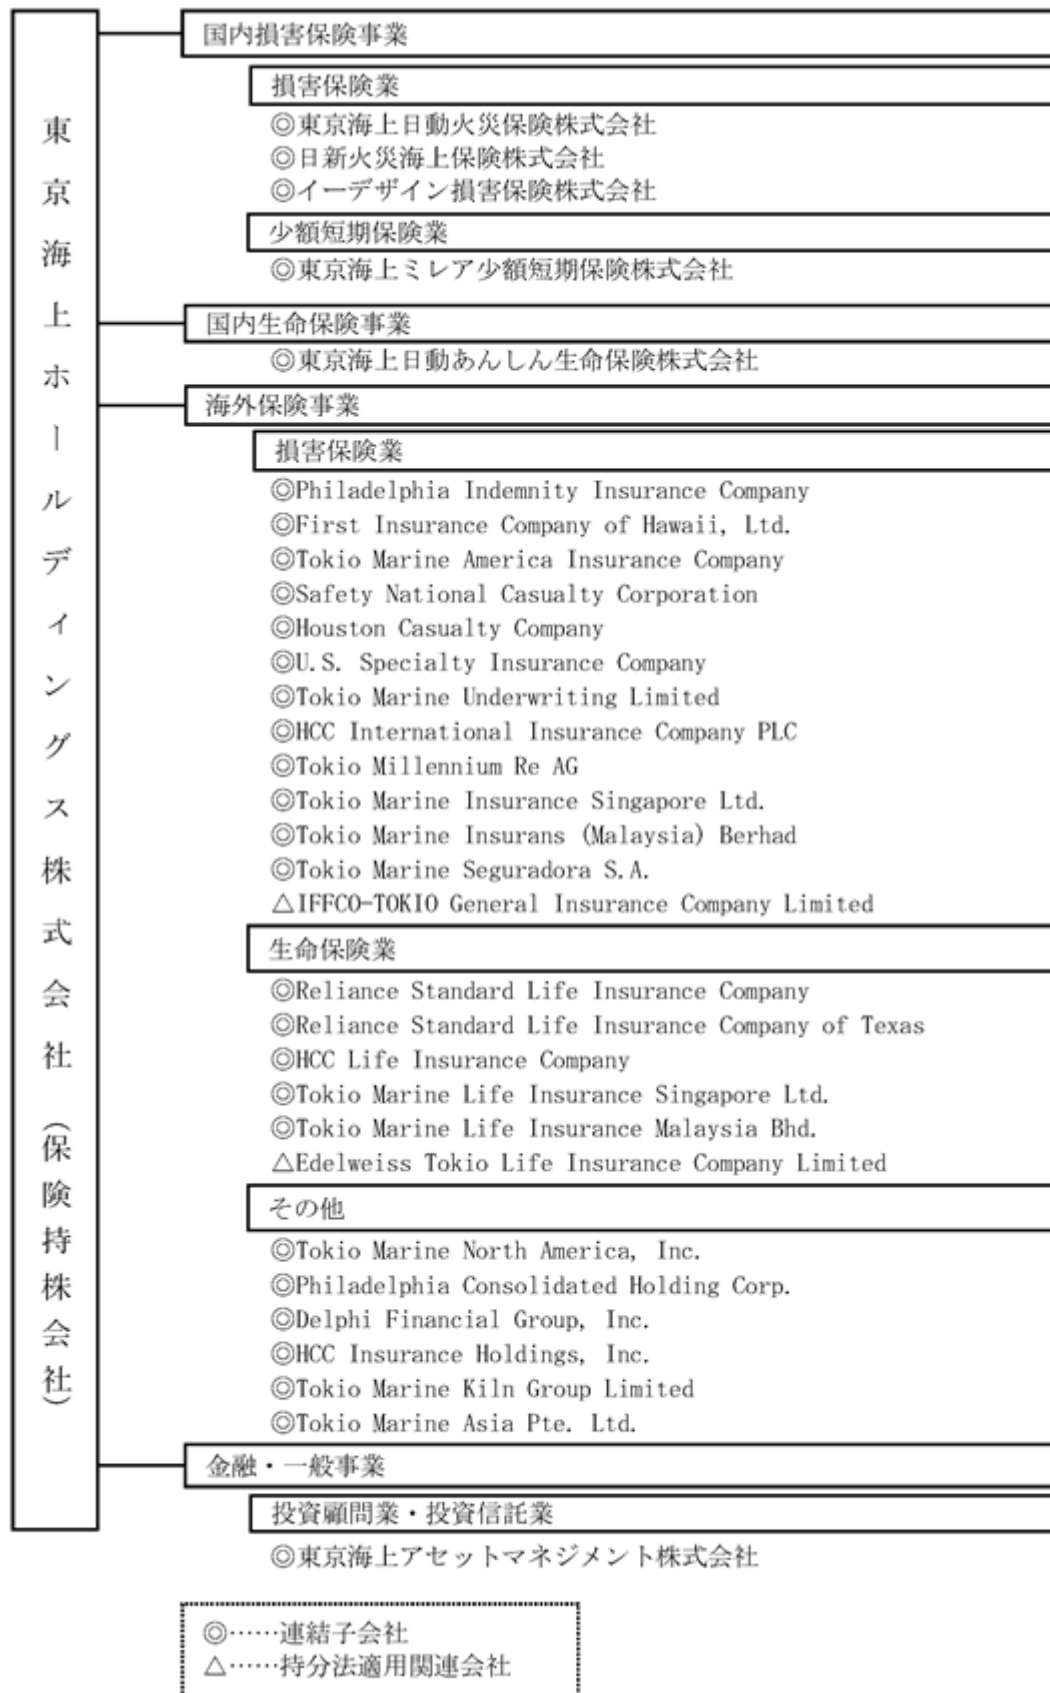 東京海上ホールディングス株式会社（保険持株会社）
国内損害保険事業
損害保険業
◎東京海上日動火災保険株式会社
◎日新火災海上保険株式会社
◎イーデザイン損害保険株式会社
少額短期保険業
◎東京海上ミレア少額短期保険株式会社
国内生命保険事業
◎東京海上日動あんしん生命保険株式会社
海外保険事業
損害保険業
◎Philadelphia Indemnity Insurance Company
◎First Insurance Company of Hawaii, Ltd.
◎Tokio Marine America Insurance Company
◎Safety National Casualty Corporation
◎Houston Casualty Company
◎U.S. Specialty Insurance Company
◎Tokio Marine Underwriting Limited
◎HCC International Insurance Company PLC
◎Tokio Millennium Re AG
◎Tokio Marine Insurance Singapore Ltd.
◎Tokio Marine Insurans (Malaysia) Berhad
◎Tokio Marine Seguradora S.A.
△IFFCO-TOKIO General Insurance Company Limited
生命保険業
◎Reliance Standard Life Insurance Company
◎Reliance Standard Life Insurance Company of Texas
◎HCC Life Insurance Company
◎Tokio Marine Life Insurance Singapore Ltd.
◎Tokio Marine Life Insurance Malaysia Bhd.
△Edelweiss Tokio Life Insurance Company Limited
その他
◎Tokio Marine North America, Inc.
◎Philadelphia Consolidated Holding Corp.
◎Delphi Financial Group, Inc.
◎HCC Insurance Holdings, Inc.
◎Tokio Marine Kiln Group Limited
◎Tokio Marine Asia Pte. Ltd.
金融・一般事業
投資顧問業・投資信託業
◎東京海上アセットマネジメント株式会社
◎……連結子会社
△……持分法適用関連会社